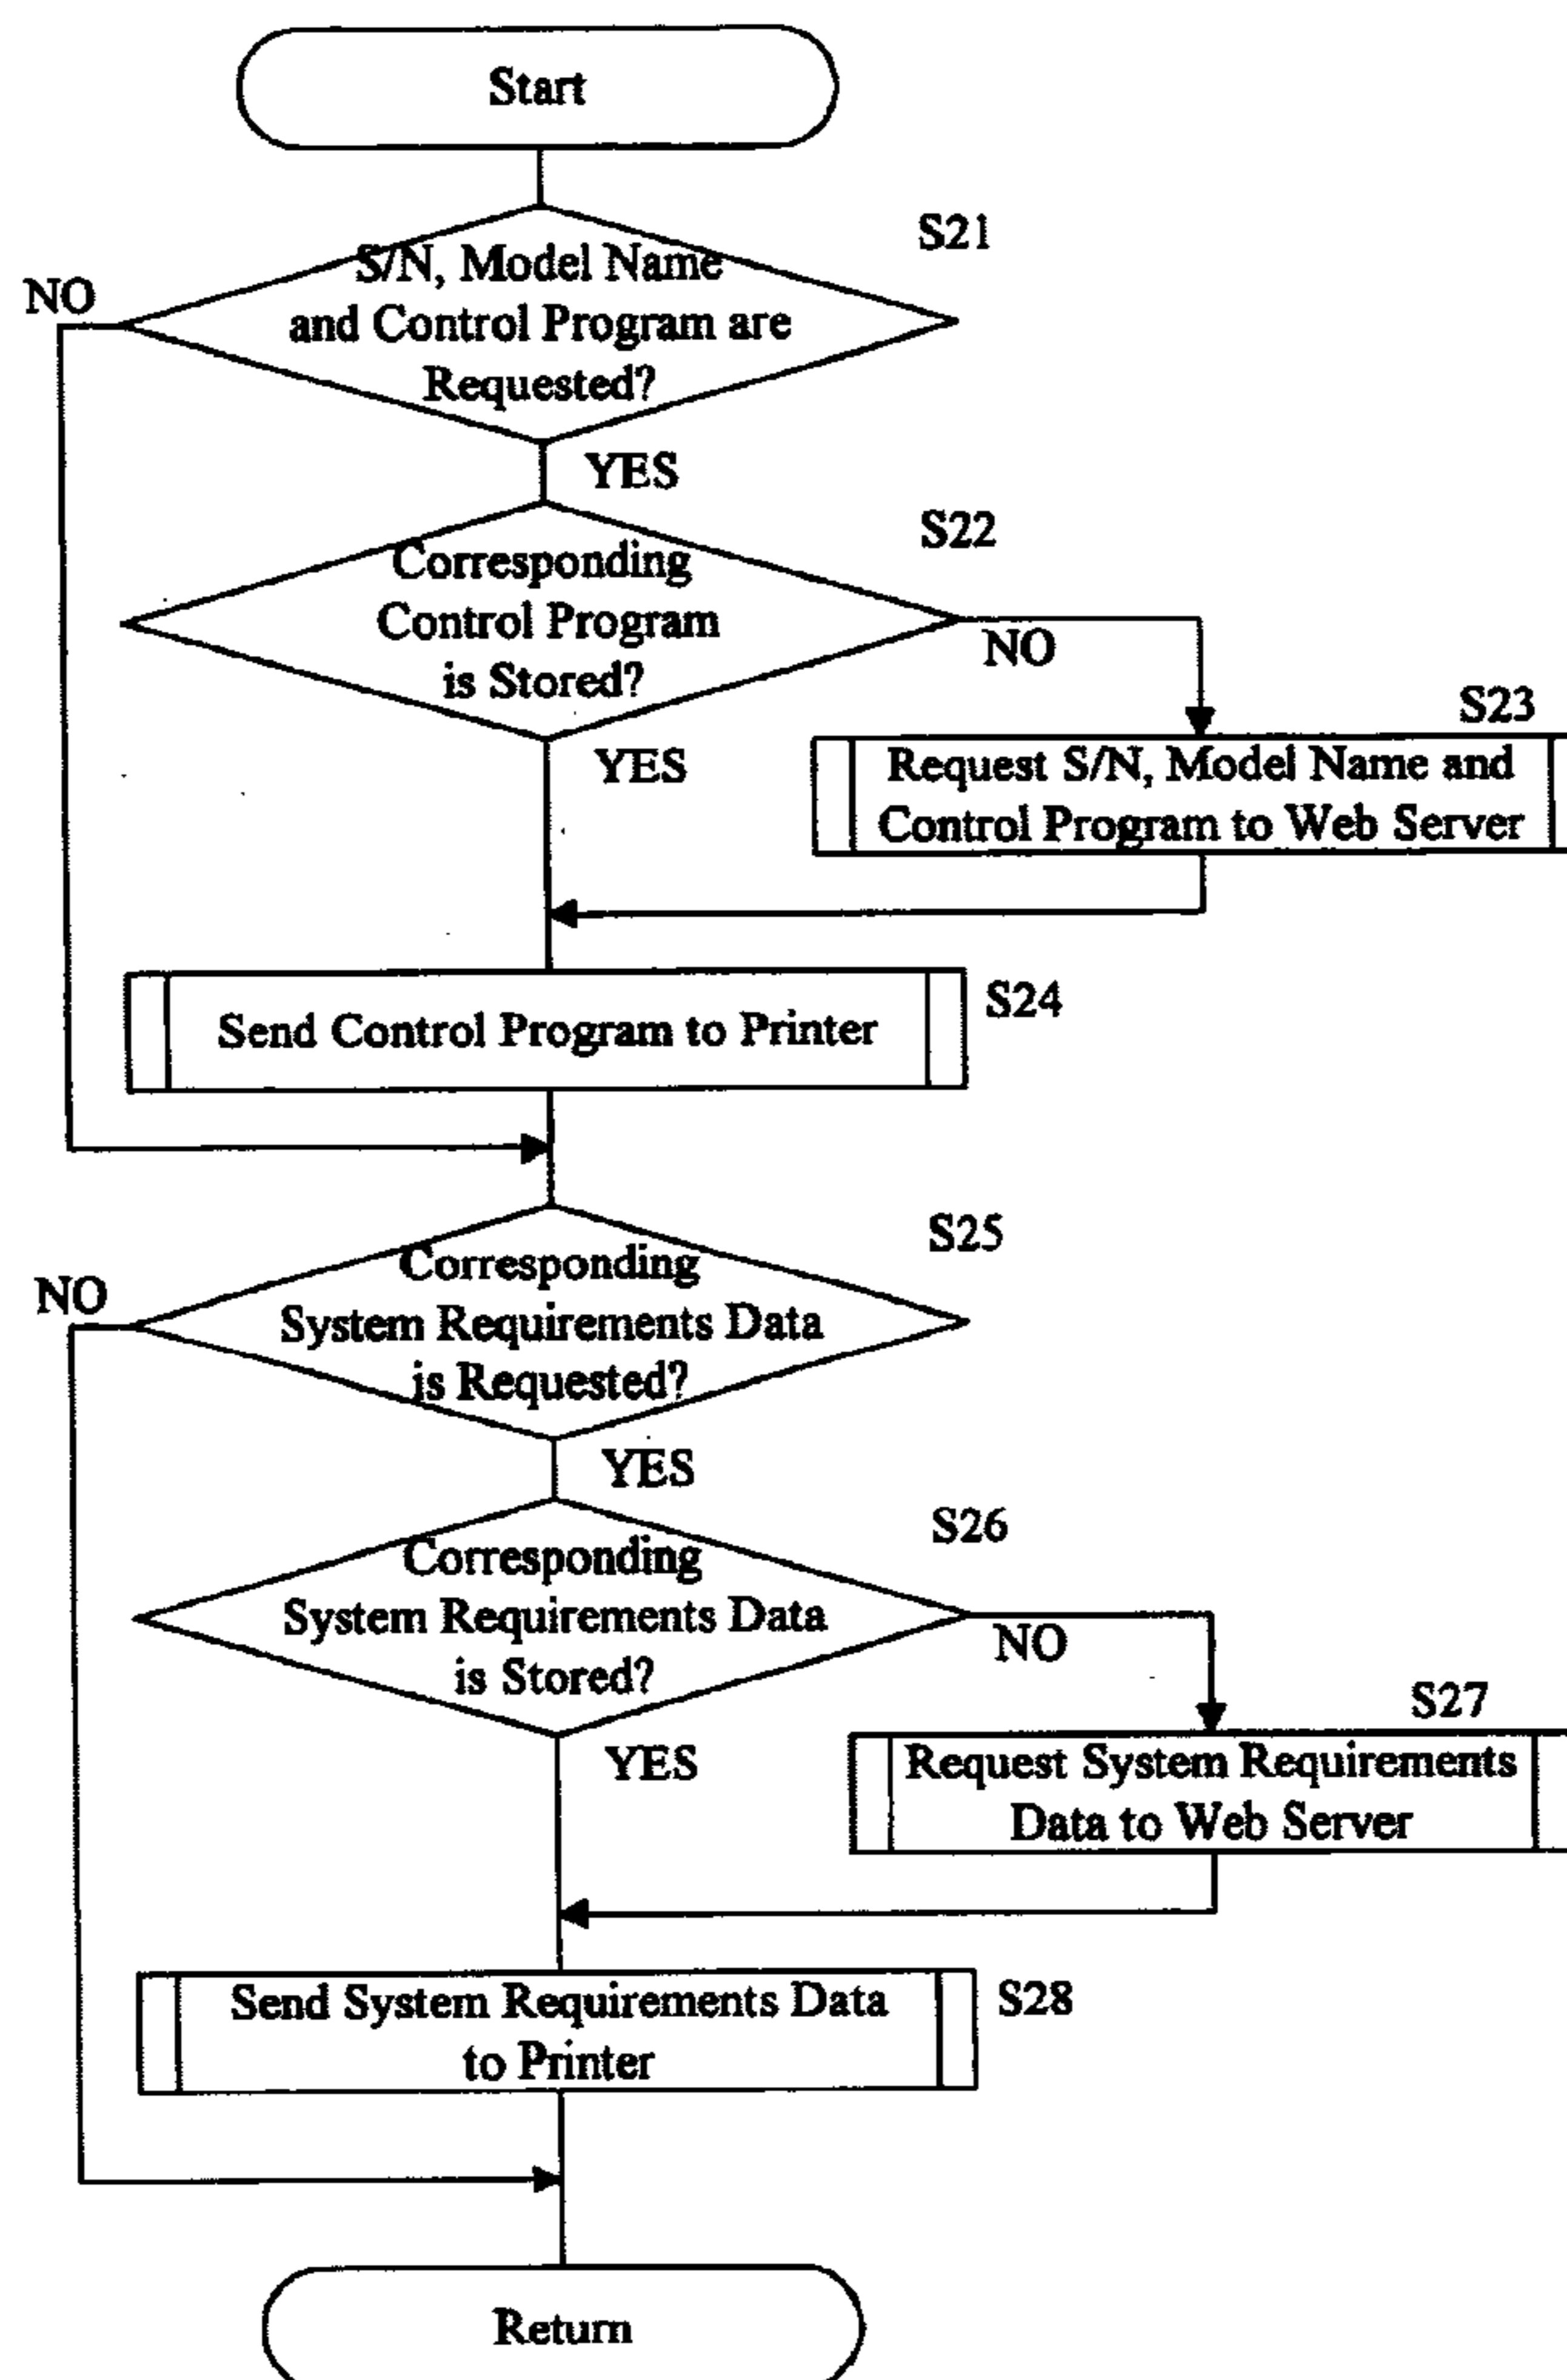 Start
S21
NO
S/N, Model Name
and Control Program are
Requested?
YES
S22
Corresponding
Control Program
is Stored?
NO
YES
S23
Request S/N, Model Name and
Control Program to Web Server
Send Control Program to Printer
S24
S25
NO
Corresponding
System Requirements Data
is Requested?
YES
S26
Corresponding
System Requirements Data
is Stored?
NO
YES
S27
Request System Requirements
Data to Web Server
Send System Requirements Data
to Printer
S28
Return